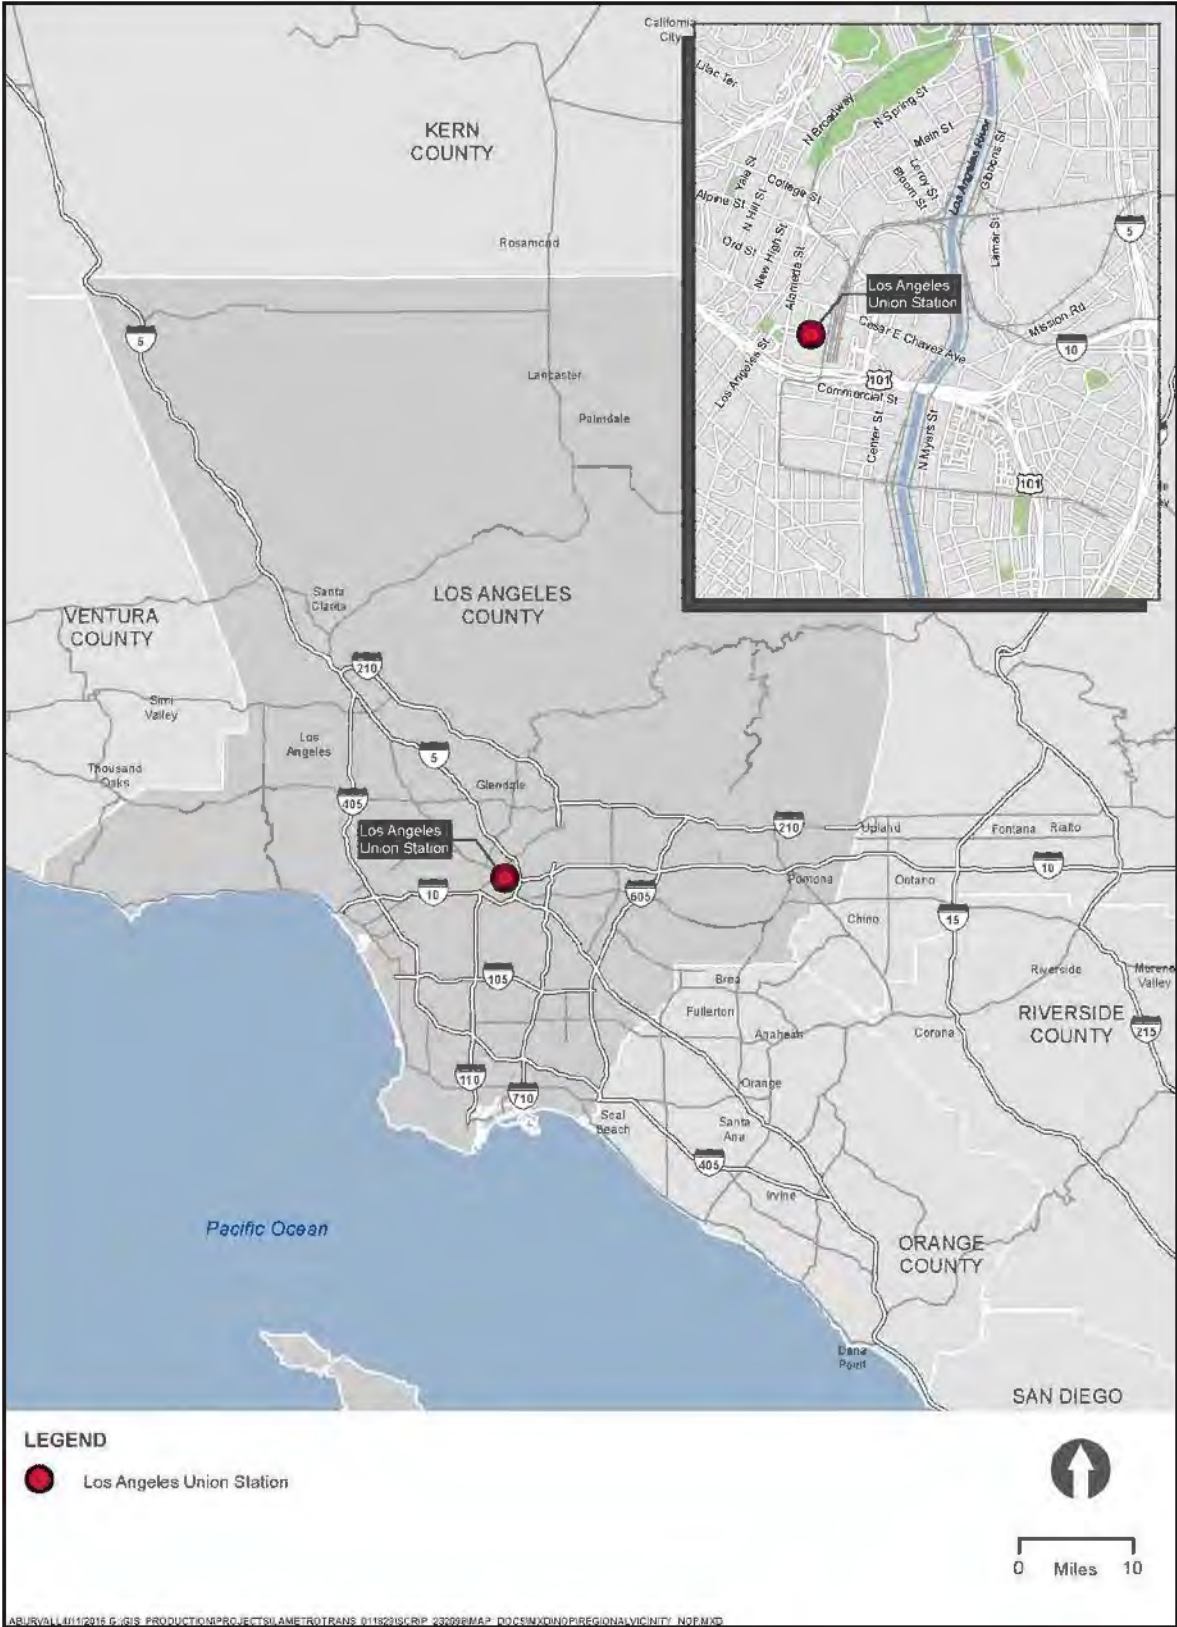 California
City
KERN
COUNTY
Rosamond
Lancaster
Palmdale
5
Lilac Ter
N Broadway
N Spring St
Main St
Leroy St
Bloom St
Los Angeles River
Gibbons St
Yale St
College St
Alpine St
N Hill St
Ord St
New High St
Alameda St
Lamar St
5
Los Angeles
Union Station
Mission Rd
Cesar E Chavez Ave
10
Los Angeles St
101
Commercial St
Center St
N Myers St
101
Santa
Clarita
LOS ANGELES
COUNTY
VENTURA
COUNTY
210
Simi
Valley
Los
Angeles
5
Thousand
Oaks
Glendale
405
Los Angeles
Union Station
210
Upland
Fontana
Rialto
10
10
605
Pomona
Ontario
Chino
15
105
Brea
Riverside
Moreno
Valley
Fullerton
RIVERSIDE
COUNTY
Anaheim
Corona
215
110
710
Orange
Seal
Beach
Santa
Ana
405
Irvine
Pacific Ocean
ORANGE
COUNTY
Dana
Point
SAN DIEGO
LEGEND
Los Angeles Union Station
0 Miles 10